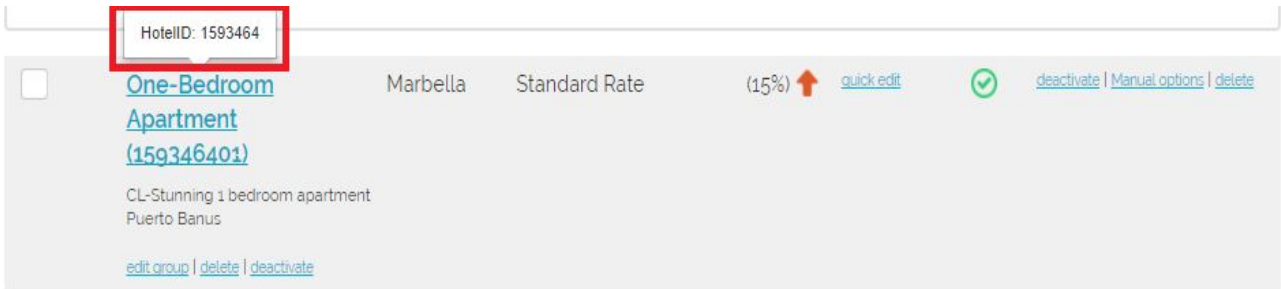 HotelID: 1593464
One-Bedroom Marbella Standard Rate (15%) quick edit deactivate | Manual options | delete
Apartment
(159346401)
CL-Stunning 1 bedroom apartment
Puerto Banus
edit group | delete | deactivate